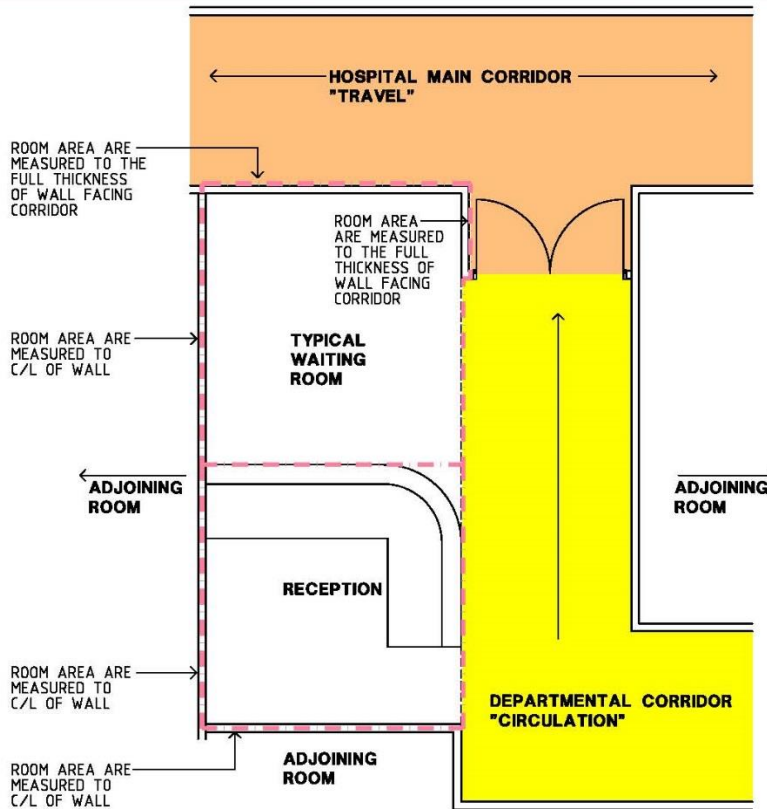 HOSPITAL MAIN CORRIDOR
"TRAVEL"
ROOM AREA ARE
MEASURED TO THE
FULL THICKNESS
OF WALL FACING
CORRIDOR
ROOM AREA
ARE MEASURED
TO THE FULL
THICKNESS OF
WALL FACING
CORRIDOR
ROOM AREA ARE
MEASURED TO
C/L OF WALL
TYPICAL
WAITING
ROOM
ADJOINING
ROOM
ADJOINING
ROOM
RECEPTION
ROOM AREA ARE
MEASURED TO
C/L OF WALL
DEPARTMENTAL CORRIDOR
"CIRCULATION"
ADJOINING
ROOM
ROOM AREA ARE
MEASURED TO
C/L OF WALL